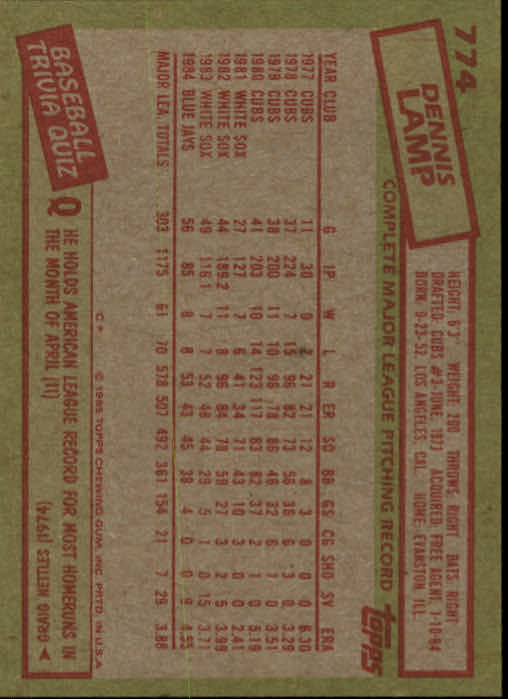 774
DENNIS
LAMP
HEIGHT: 6'3" WEIGHT: 200 THROWS: RIGHT BATS: RIGHT
DRAFTED: CUBS #3-JUNE, 1971 ACQUIRED: FREE AGENT 1-10-84
BORN: 9-23-52, LOS ANGELES, CAL. HOME: EVANSTON, ILL.
COMPLETE MAJOR LEAGUE PITCHING RECORD topps
YEAR CLUB G IP W L R ER SO BB GS CG SHO SV ERA
1977 CUBS 11 30 0 2 21 21 12 8 3 0 0 0 6.30
1978 CUBS 37 224 7 15 96 82 73 56 36 6 3 0 3.29
1979 CUBS 38 200 11 10 96 78 86 46 32 6 1 0 3.51
1980 CUBS 41 203 10 14 123 117 83 82 37 2 1 0 5.19
1981 WHITE SOX 27 127 7 6 41 34 71 43 10 3 0 0 2.41
1982 WHITE SOX 44 189.2 11 8 96 84 78 59 27 3 2 5 3.99
1983 WHITE SOX 49 116.1 7 7 52 48 44 29 5 1 0 15 3.71
1984 BLUE JAYS 56 85 8 8 53 43 45 38 4 0 0 9 4.55
MAJOR LEA. TOTALS 303 1175 61 70 578 507 492 361 154 21 7 29 3.88
C* © 1985 TOPPS CHEWING GUM, INC. PRTD. IN U.S.A.
BASEBALL
TRIVIA QUIZ
Q HE HOLDS AMERICAN LEAGUE RECORD FOR MOST HOMERUNS IN
THE MONTH OF APRIL (11)
GRAIG NETTLES (1974)